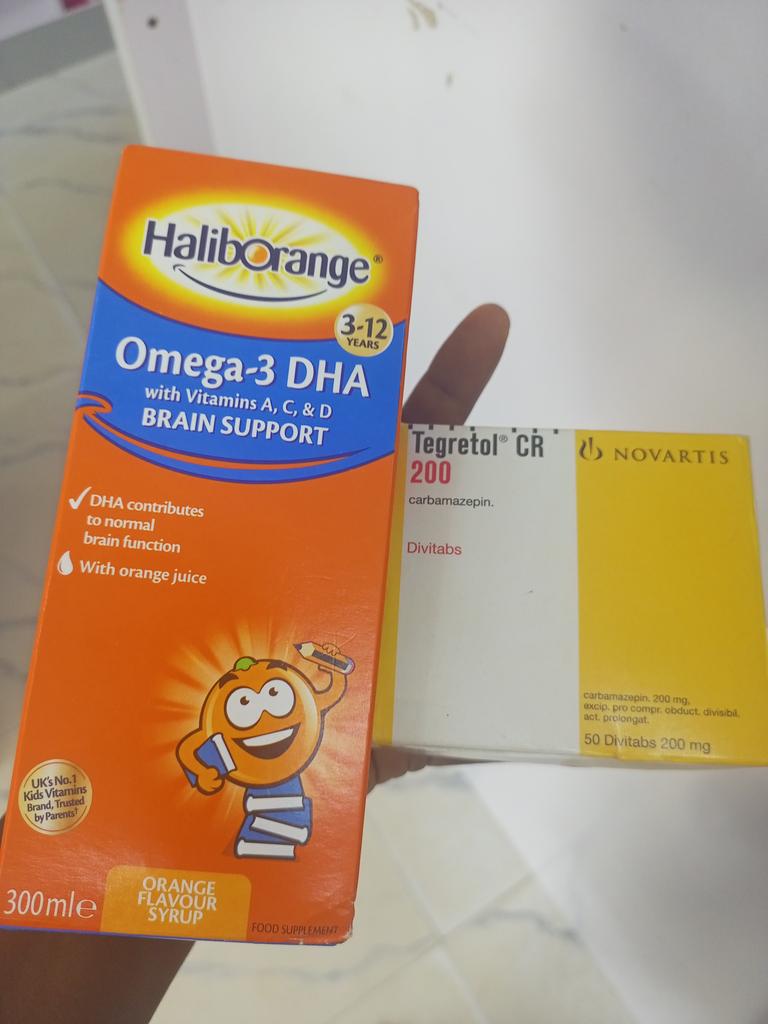 Haliborange®
3-12
YEARS
Omega-3 DHA
with Vitamins A, C, & D
BRAIN SUPPORT
DHA contributes
to normal
brain function
With orange juice
UK's No.1
Kids Vitamins
Brand, Trusted
by Parents†
300ml℮
ORANGE
FLAVOUR
SYRUP
FOOD SUPPLEMENT
Tegretol® CR
200
carbamazepin.
Divitabs
NOVARTIS
carbamazepin. 200 mg,
excip. pro compr. obduct. divisibil.
act. prolongat.
50 Divitabs 200 mg